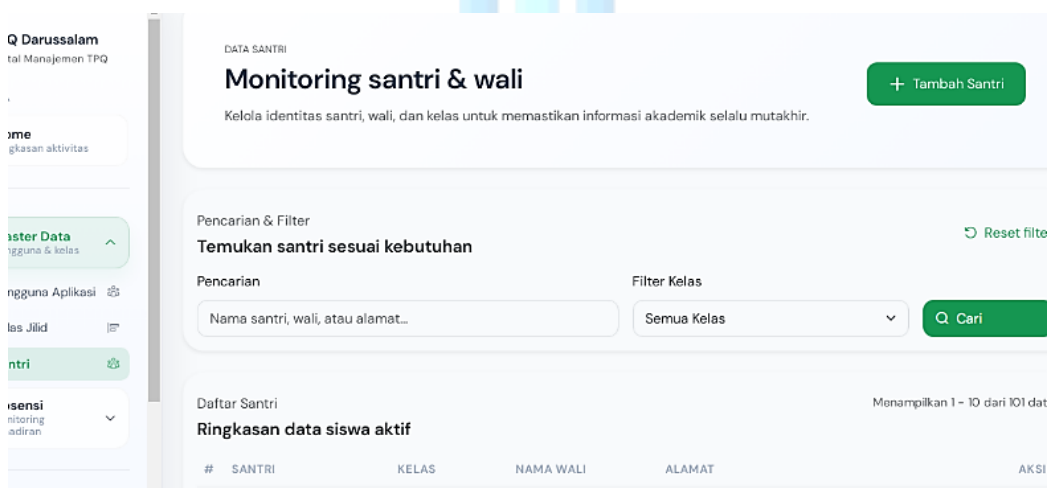 Q Darussalam
tal Manajemen TPQ
ome
gkasan aktivitas
aster Data
ngguna & kelas
ngguna Aplikasi
las Jilid
ntri
sensi
nitoring
adiran
DATA SANTRI
Monitoring santri & wali
Kelola identitas santri, wali, dan kelas untuk memastikan informasi akademik selalu mutakhir.
+ Tambah Santri
Pencarian & Filter
Temukan santri sesuai kebutuhan
Reset filte
Pencarian
Filter Kelas
Nama santri, wali, atau alamat...
Semua Kelas
Cari
Daftar Santri
Menampilkan 1 - 10 dari 101 dat
Ringkasan data siswa aktif
# SANTRI KELAS NAMA WALI ALAMAT AKSI